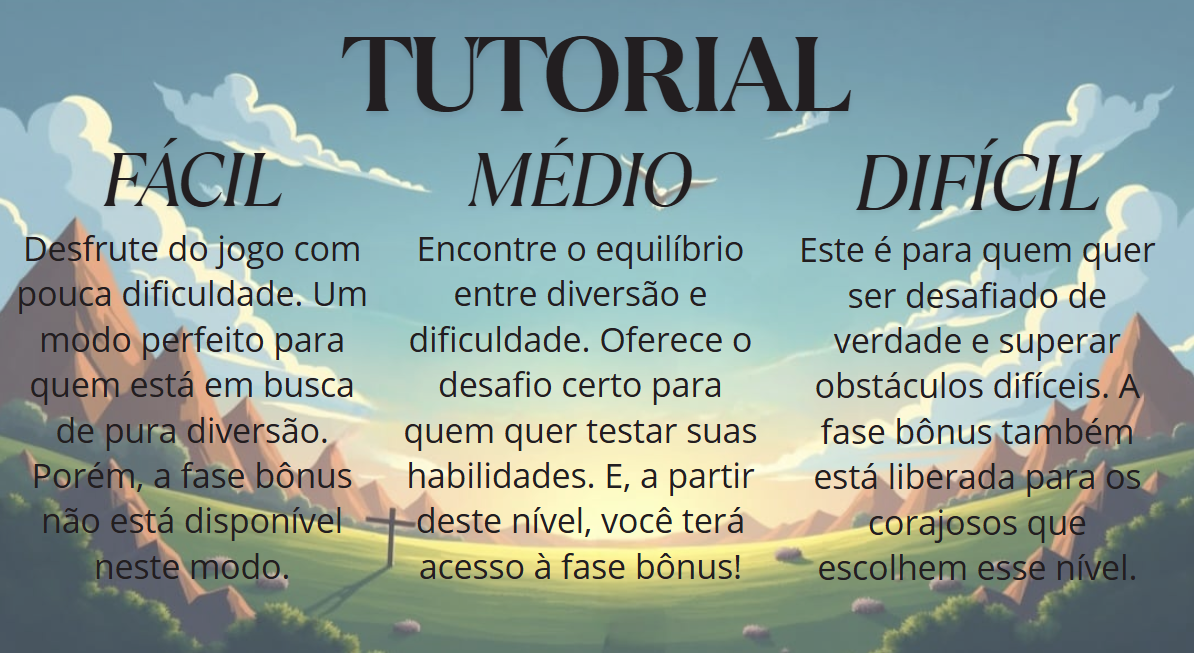 TUTORIAL
FÁCIL
Desfrute do jogo com
pouca dificuldade. Um
modo perfeito para
quem está em busca
de pura diversão.
Porém, a fase bônus
não está disponível
neste modo.
MÉDIO
Encontre o equilíbrio
entre diversão e
dificuldade. Oferece o
desafio certo para
quem quer testar suas
habilidades. E, a partir
deste nível, você terá
acesso à fase bônus!
DIFÍCIL
Este é para quem quer
ser desafiado de
verdade e superar
obstáculos difíceis. A
fase bônus também
está liberada para os
corajosos que
escolhem esse nível.